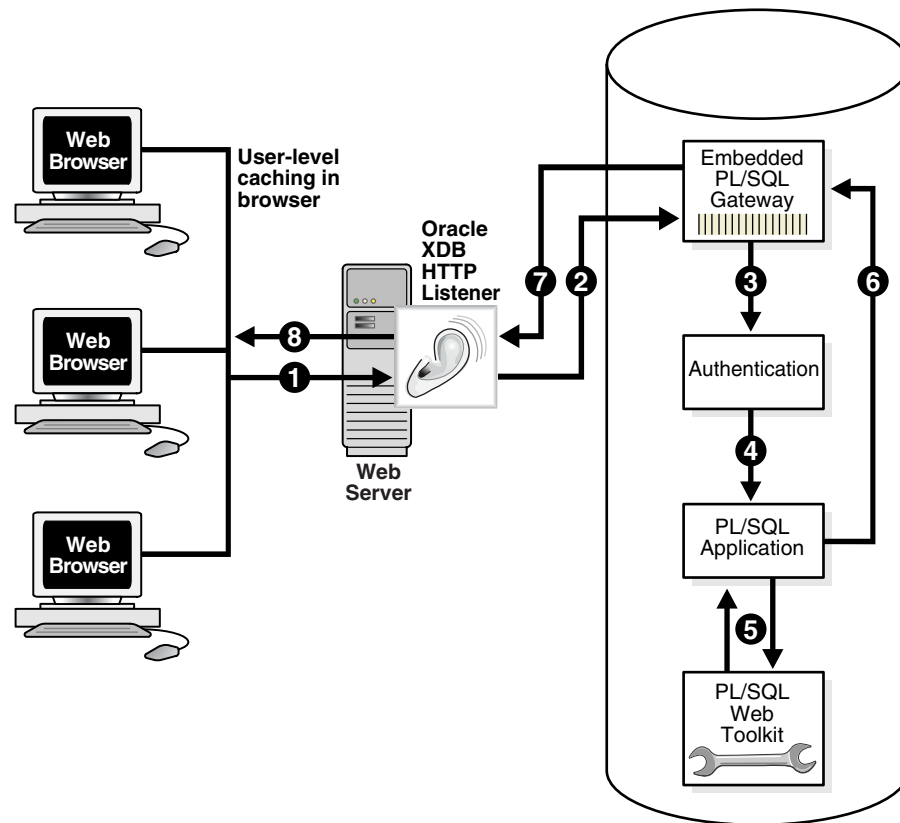 Web
Browser
User-level
caching in
browser
Web
Browser
Web
Browser
Oracle
XDB
HTTP
Listener
Web
Server
8
1
7
2
Embedded
PL/SQL
Gateway
3
6
Authentication
4
PL/SQL
Application
5
PL/SQL
Web
Toolkit